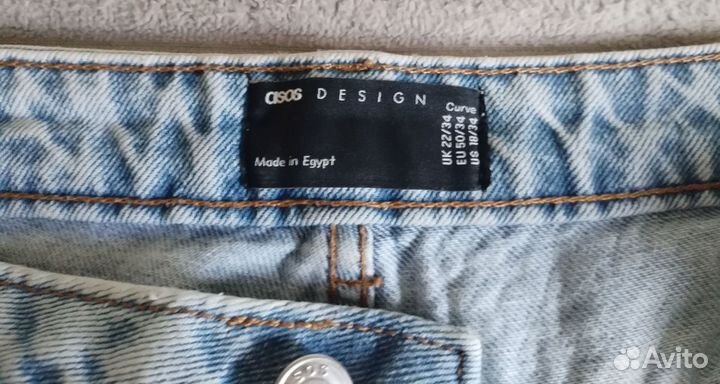 asos DESIGN
Curve
UK 22/34
EU 50/34
US 18/34
Made in Egypt
Avito